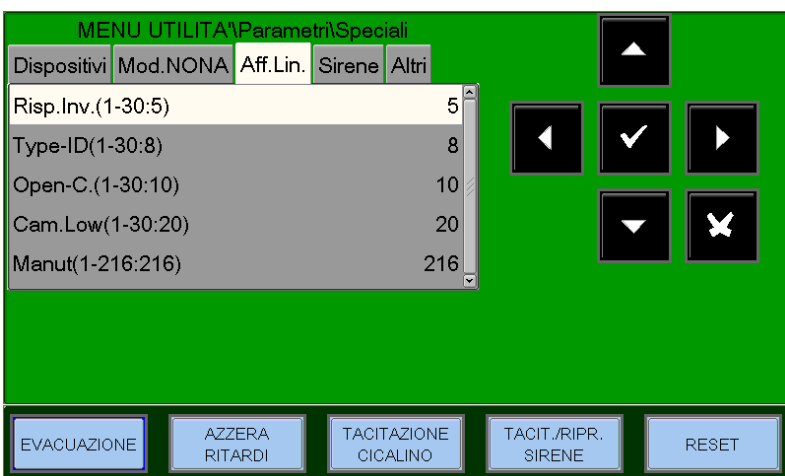 MENU UTILITA'\Parametri\Speciali
Dispositivi Mod.NONA Aff.Lin. Sirene Altri
Risp.Inv.(1-30:5) 5
Type-ID(1-30:8) 8
Open-C.(1-30:10) 10
Cam.Low(1-30:20) 20
Manut(1-216:216) 216
EVACUAZIONE
AZZERA
RITARDI
TACITAZIONE
CICALINO
TACIT./RIPR.
SIRENE
RESET